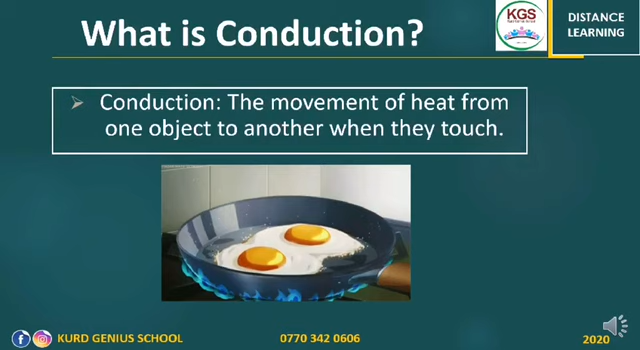 What is Conduction?
KGS
DISTANCE
LEARNING
➤ Conduction: The movement of heat from
one object to another when they touch.
KURD GENIUS SCHOOL
0770 342 0606
2020